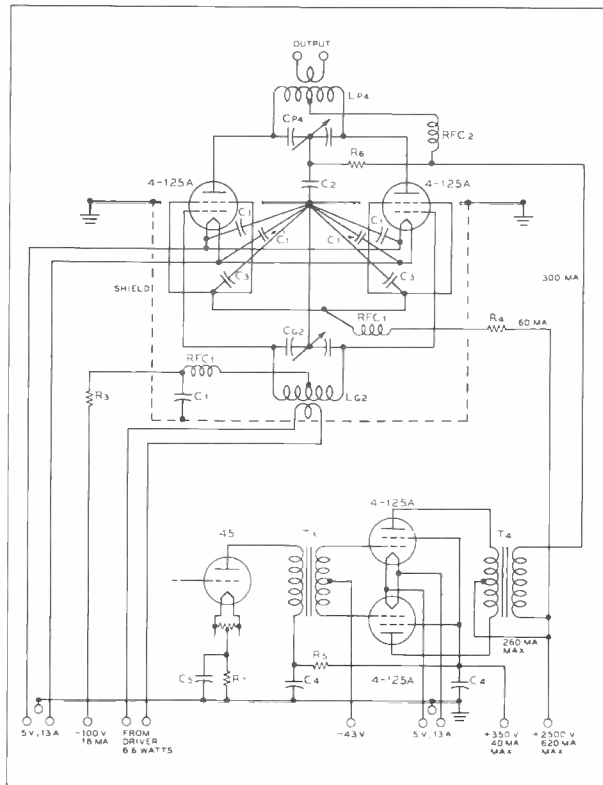 OUTPUT
LP4
CP4
RFC2
R6
4-125A
C2
4-125A
C1
C1
C1
C1
C3
C3
SHIELD
300 MA
RFC1
R4
60 MA
CG2
RFC1
C1
LG2
R3
45
T3
4-125A
T4
260 MA
MAX
R5
4-125A
C5
C4
C4
5 V, 13 A
-100 V
18 MA
FROM
DRIVER
6.6 WATTS
-43 V
5 V, 13 A
+350 V
40 MA
MAX
+2500 V
620 MA
MAX